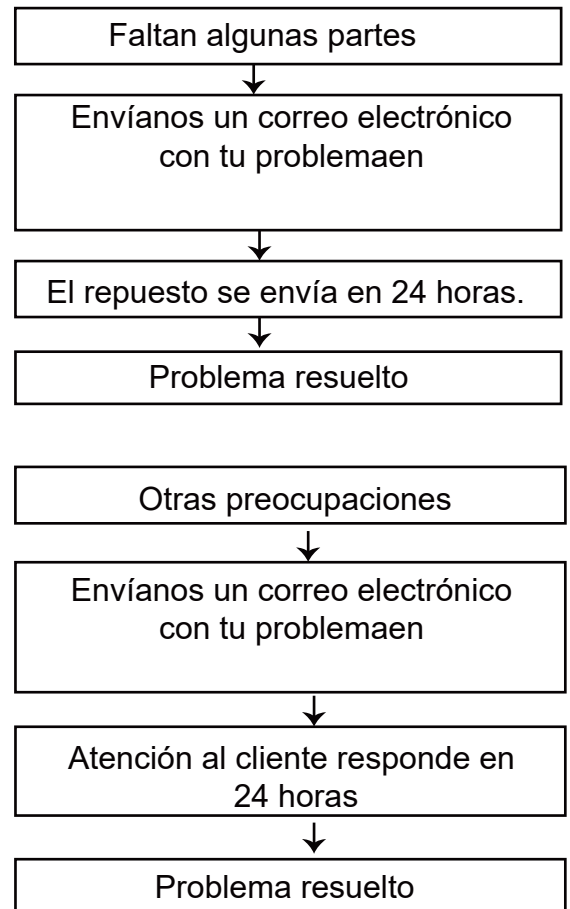 Faltan algunas partes
Envíanos un correo electrónico
con tu problemaen
El repuesto se envía en 24 horas.
Problema resuelto
Otras preocupaciones
Envíanos un correo electrónico
con tu problemaen
Atención al cliente responde en
24 horas
Problema resuelto